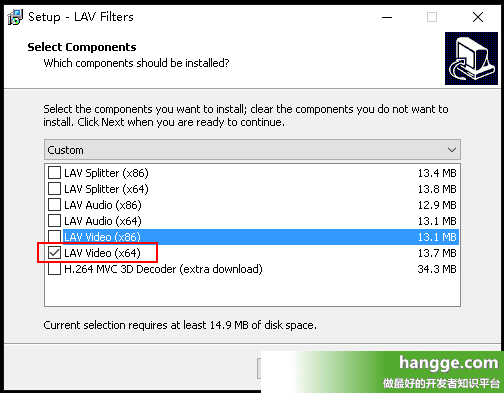 Setup - LAV Filters
Select Components
Which components should be installed?
Select the components you want to install; clear the components you do not want to
install. Click Next when you are ready to continue.
Custom
LAV Splitter (x86) 13.4 MB
LAV Splitter (x64) 13.8 MB
LAV Audio (x86) 12.9 MB
LAV Audio (x64) 13.1 MB
LAV Video (x86) 13.1 MB
LAV Video (x64) 13.7 MB
H.264 MVC 3D Decoder (extra download) 34.3 MB
Current selection requires at least 14.9 MB of disk space.
hangge.com
做最好的开发者知识平台